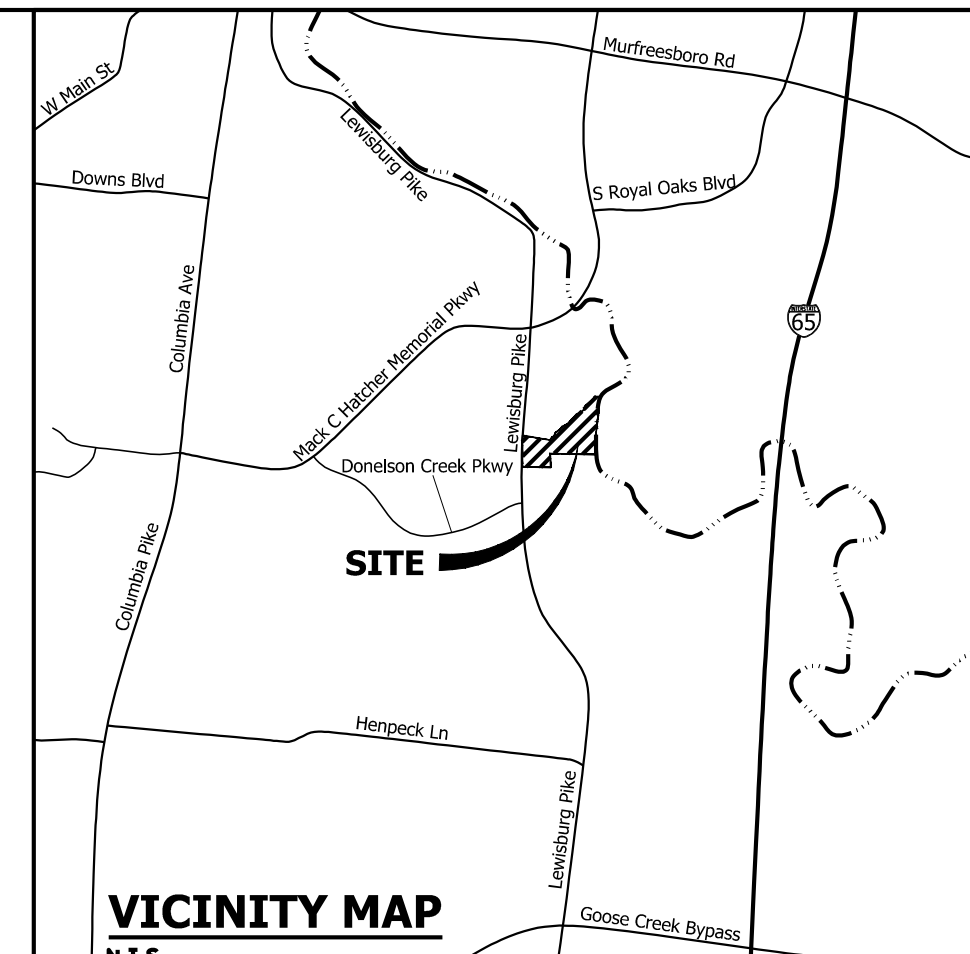 Murfreesboro Rd
W Main St
Lewisburg Pike
Downs Blvd
S Royal Oaks Blvd
Columbia Ave
Mack C Hatcher Memorial Pkwy
65
Lewisburg Pike
Donelson Creek Pkwy
SITE
Columbia Pike
Henpeck Ln
Lewisburg Pike
VICINITY MAP
Goose Creek Bypass